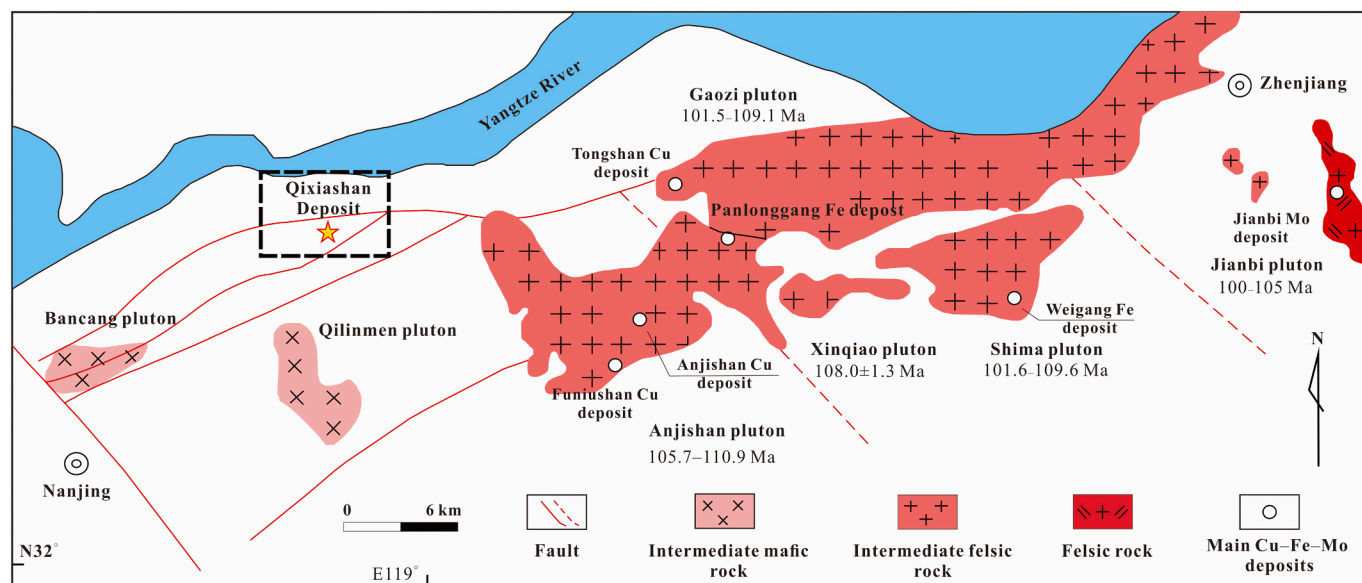 Yangtze River
Gaozi pluton
101.5-109.1 Ma
Zhenjiang
Tongshan Cu
deposit
Qixiashan
Deposit
Panlonggang Fe depost
Jianbi Mo
deposit
Jianbi pluton
100-105 Ma
Bancang pluton
Qilinmen pluton
Weigang Fe
deposit
Xinqiao pluton
108.0±1.3 Ma
Shima pluton
101.6-109.6 Ma
N
Anjishan Cu
deposit
Funiushan Cu
deposit
Anjishan pluton
105.7–110.9 Ma
Nanjing
0 6 km
N32°
E119°
Fault
Intermediate mafic
rock
Intermediate felsic
rock
Felsic rock
Main Cu–Fe–Mo
deposits